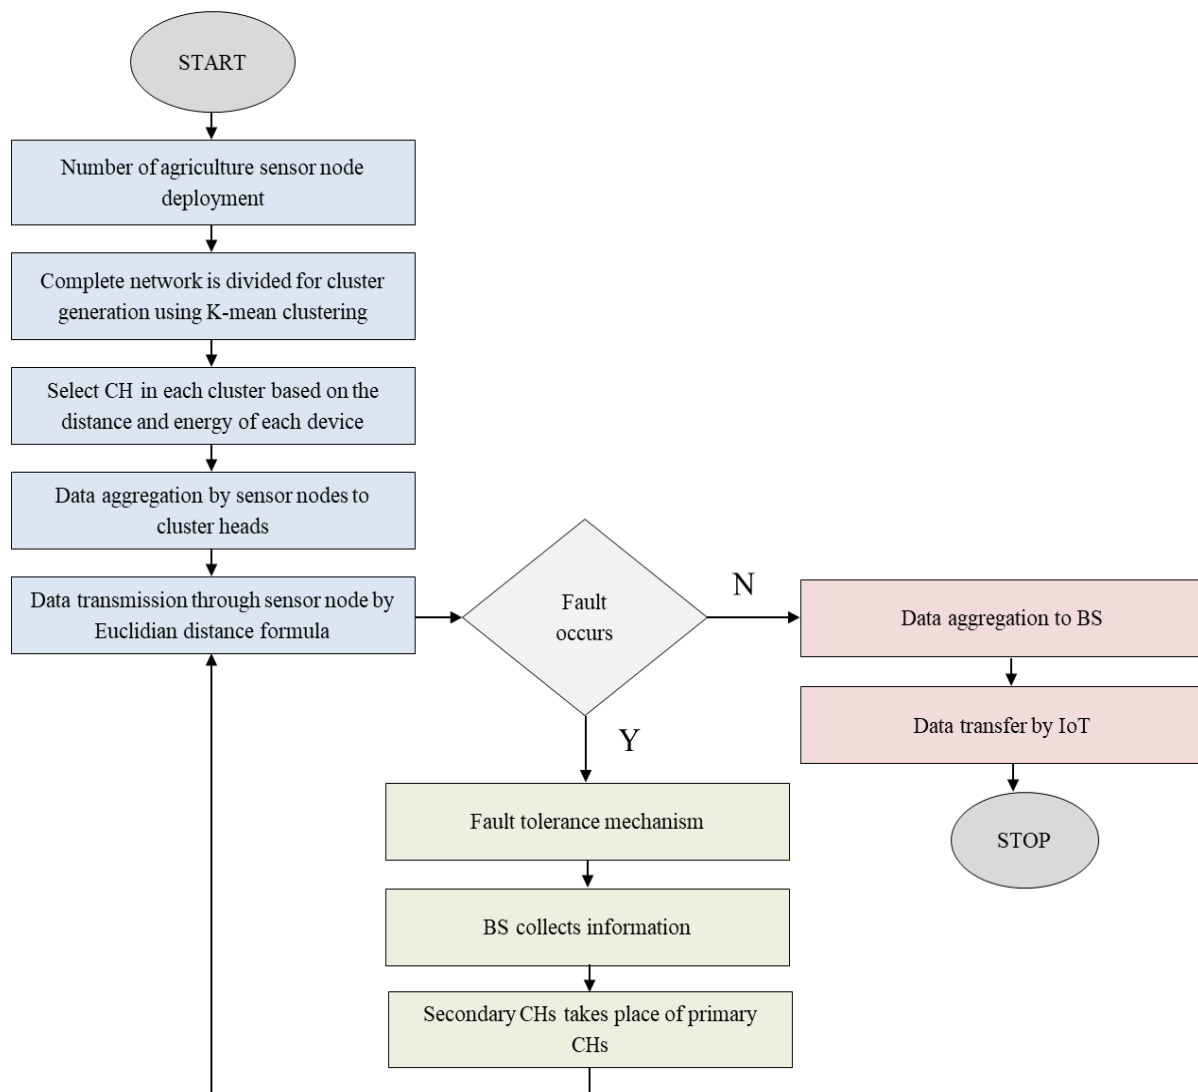 START
Number of agriculture sensor node
deployment
Complete network is divided for cluster
generation using K-mean clustering
Select CH in each cluster based on the
distance and energy of each device
Data aggregation by sensor nodes to
cluster heads
Data transmission through sensor node by
Euclidian distance formula
Fault
occurs
N
Data aggregation to BS
Data transfer by IoT
STOP
Y
Fault tolerance mechanism
BS collects information
Secondary CHs takes place of primary
CHs